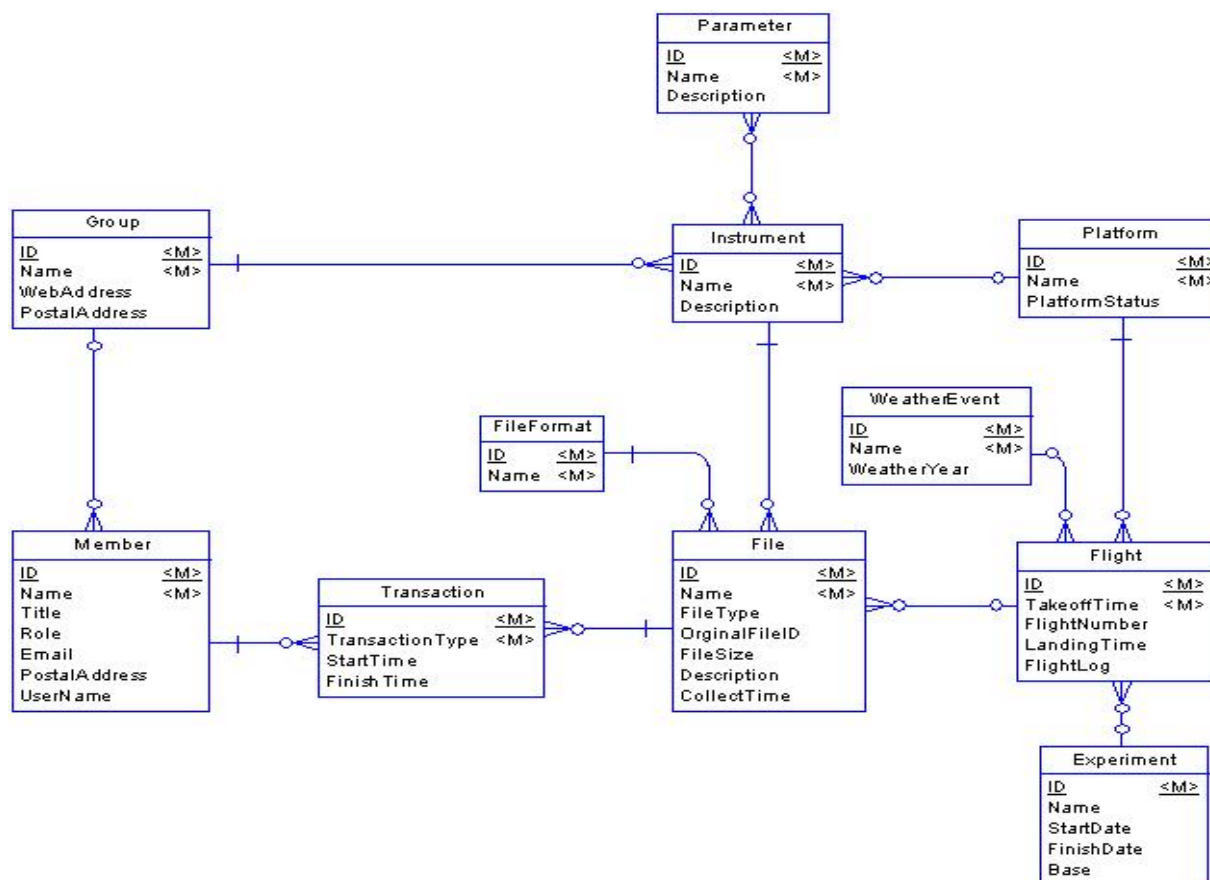 Parameter
ID <M>
Name <M>
Description
Group
ID <M>
Name <M>
WebAddress
PostalAddress
Instrument
ID <M>
Name <M>
Description
Platform
ID <M>
Name <M>
PlatformStatus
FileFormat
ID <M>
Name <M>
WeatherEvent
ID <M>
Name <M>
WeatherYear
Member
ID <M>
Name <M>
Title
Role
Email
PostalAddress
UserName
Transaction
ID <M>
TransactionType <M>
StartTime
FinishTime
File
ID <M>
Name <M>
FileType
OrginalFileID
FileSize
Description
CollectTime
Flight
ID <M>
TakeoffTime <M>
FlightNumber
LandingTime
FlightLog
Experiment
ID <M>
Name
StartDate
FinishDate
Base